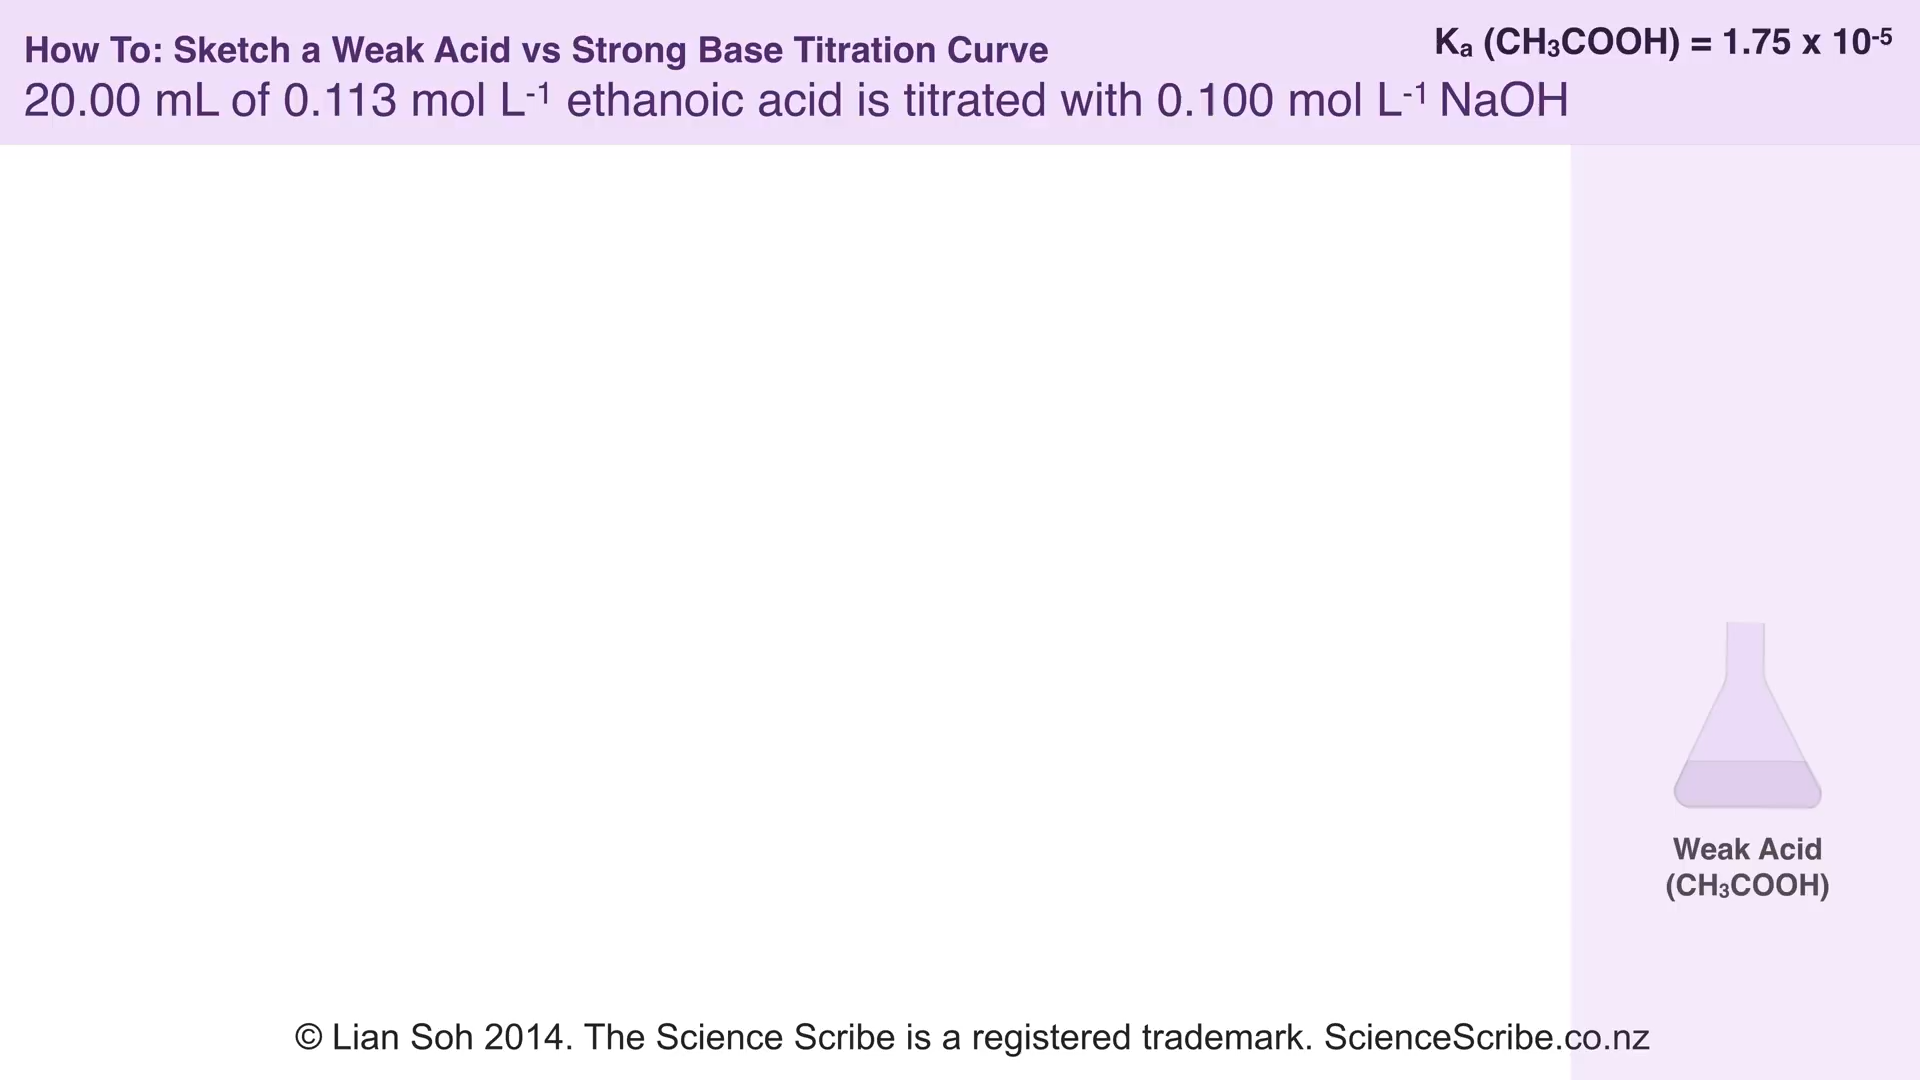 How To: Sketch a Weak Acid vs Strong Base Titration Curve
Kₐ (CH₃COOH) = 1.75 x 10⁻⁵
20.00 mL of 0.113 mol L⁻¹ ethanoic acid is titrated with 0.100 mol L⁻¹ NaOH
Weak Acid
(CH₃COOH)
© Lian Soh 2014. The Science Scribe is a registered trademark. ScienceScribe.co.nz